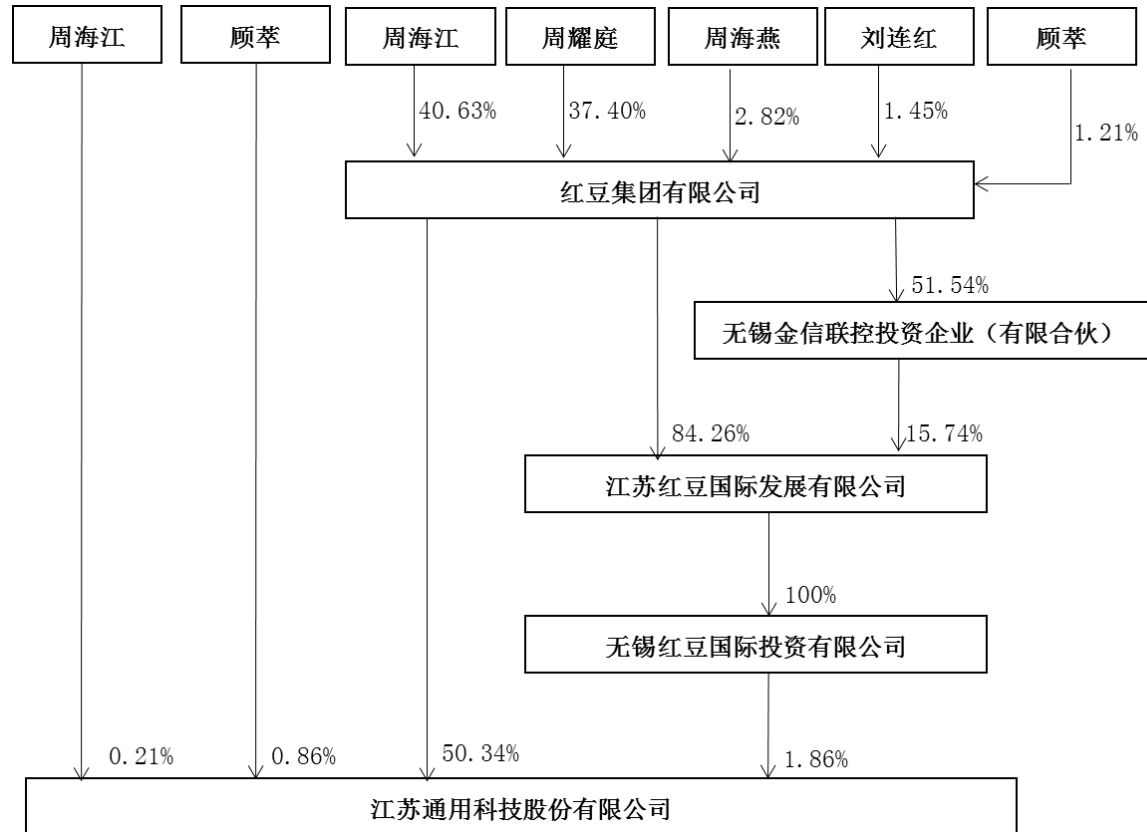 周海江
顾萃
周海江
周耀庭
周海燕
刘连红
顾萃
40.63%
37.40%
2.82%
1.45%
1.21%
红豆集团有限公司
51.54%
无锡金信联控投资企业（有限合伙）
84.26%
15.74%
江苏红豆国际发展有限公司
100%
无锡红豆国际投资有限公司
0.21%
0.86%
50.34%
1.86%
江苏通用科技股份有限公司